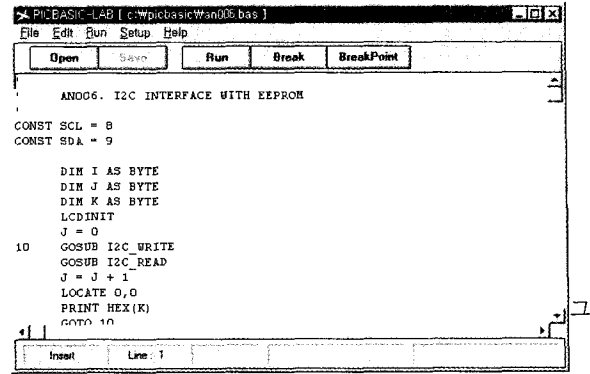 PICBASIC-LAB [ c:\picbasic\an006.bas ]
File Edit Run Setup Help
Open Save Run Break BreakPoint
' AN006. I2C INTERFACE WITH EEPROM
'
CONST SCL = 8
CONST SDA = 9
DIM I AS BYTE
DIM J AS BYTE
DIM K AS BYTE
LCDINIT
J = 0
10 GOSUB I2C_WRITE
GOSUB I2C_READ
J = J + 1
LOCATE 0,0
PRINT HEX(K)
GOTO 10
Insert Line : 1